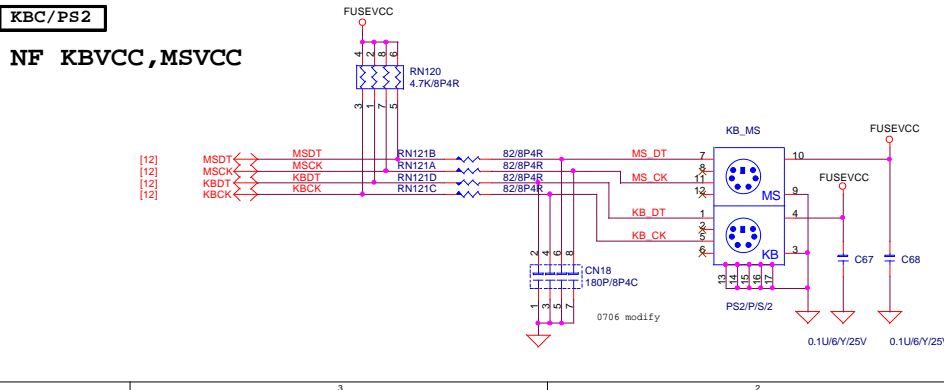 KBC/PS2
NF KBVCC,MSVCC
FUSEVCC
4 2 8 6
RN120
4.7K/8P4R
3 1 7 5
KB_MS
FUSEVCC
[12] MSDT MSDT RN121B 82/8P4R MS_DT 7 10
[12] MSCK MSCK RN121A 82/8P4R 8 FUSEVCC
[12] KBDT KBDT RN121D 82/8P4R MS_CK 11
[12] KBCK KBCK RN121C 82/8P4R 12 MS 9
KB_DT 1 4
2
KB_CK 5
6 KB 3
2 4 6 8
CN18
180P/8P4C
1 3 5 7
13 14 15 16 17
C67 C68
PS2/P/S/2
0706 modify
0.1U/6/Y/25V 0.1U/6/Y/25V
3 2